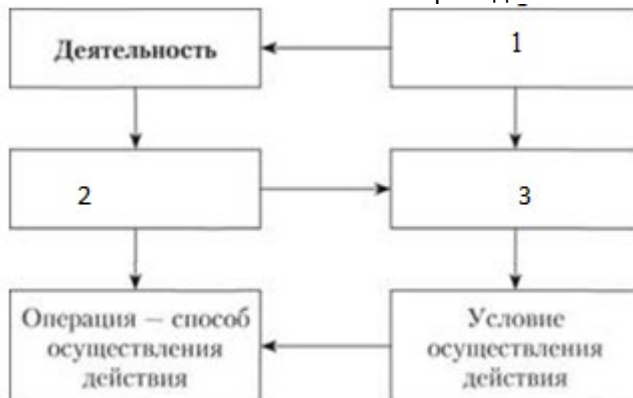 Деятельность
1
2
3
Операция — способ
осуществления
действия
Условие
осуществления
действия